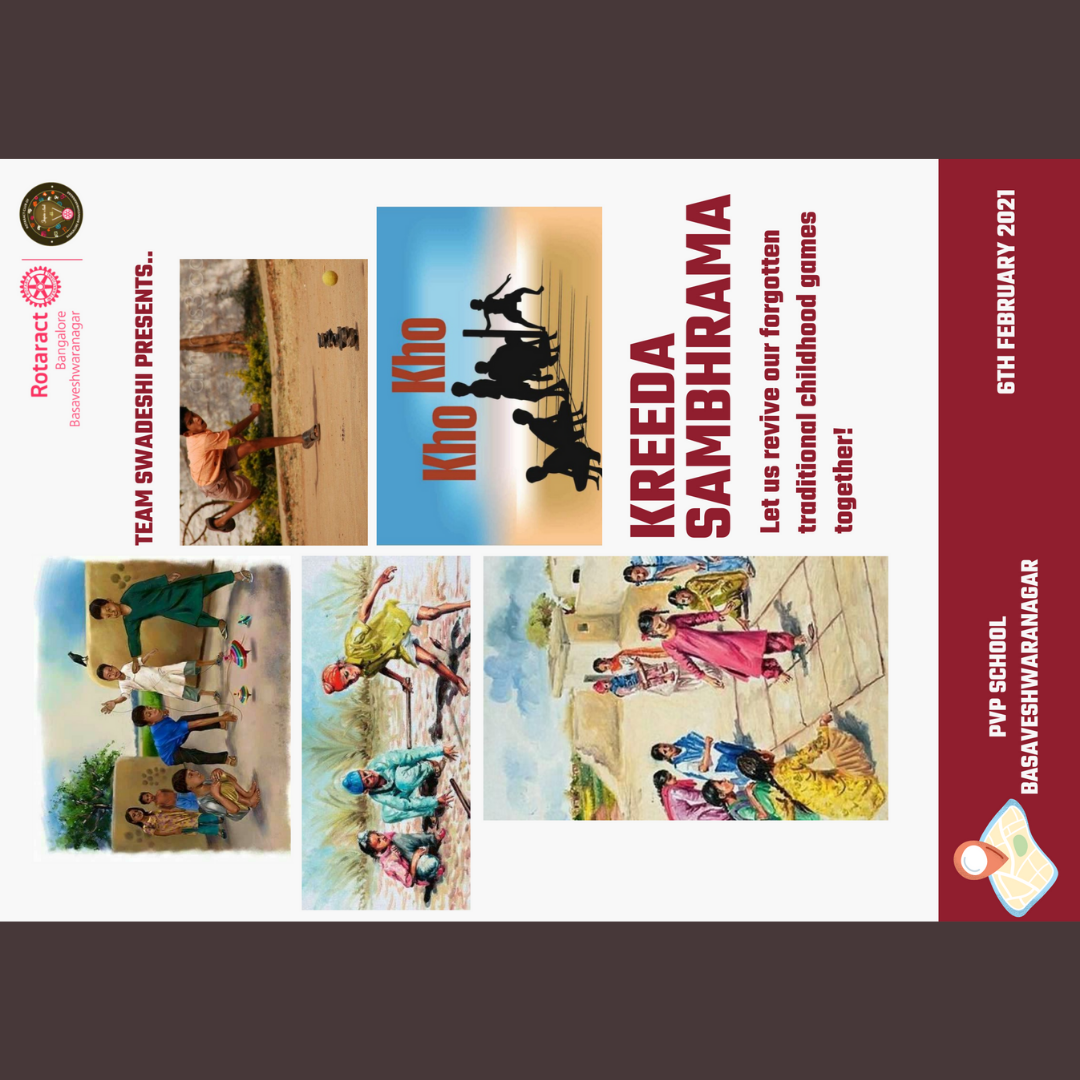 Rotaract
Bangalore
Basaveshwaranagar
TEAM SWADESHI PRESENTS..
Kho Kho
KREEDA
SAMBHRAMA
Let us revive our forgotten
traditional childhood games
together!
PVP SCHOOL
BASAVESHWARANAGAR
6TH FEBRUARY 2021